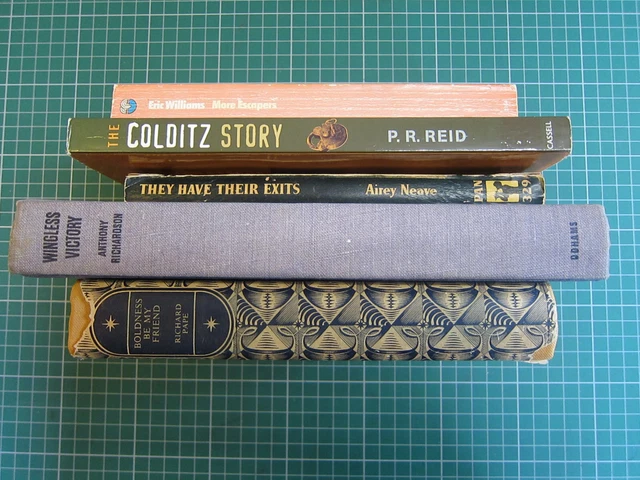 Eric Williams More Escapers
THE COLDITZ STORY P. R. REID CASSELL
THEY HAVE THEIR EXITS Airey Neave PAN 329
WINGLESS
VICTORY
ANTHONY
RICHARDSON
ODHAMS
BOLDNESS
BE MY
FRIEND
RICHARD
PAPE